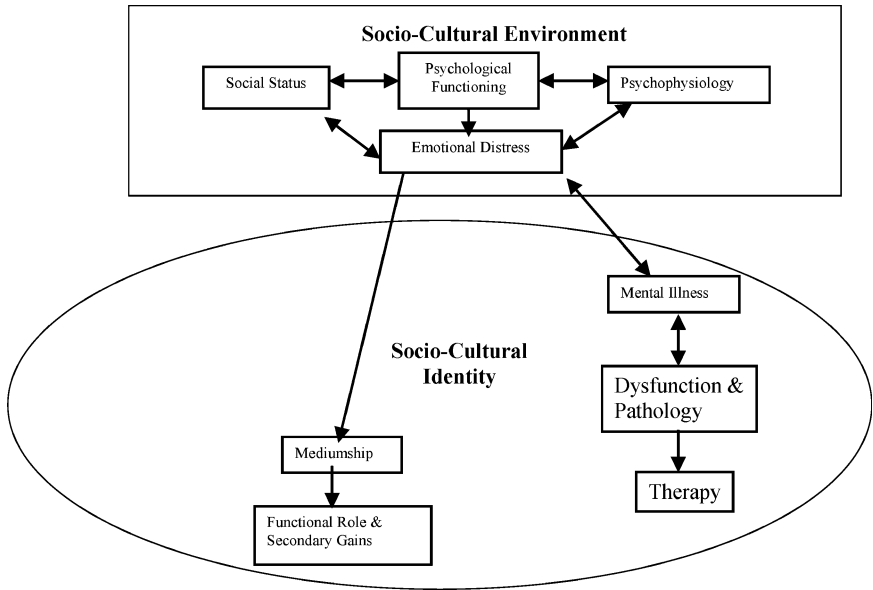 Socio-Cultural Environment
Social Status
Psychological
Functioning
Psychophysiology
Emotional Distress
Mental Illness
Socio-Cultural
Identity
Dysfunction &
Pathology
Mediumship
Therapy
Functional Role &
Secondary Gains